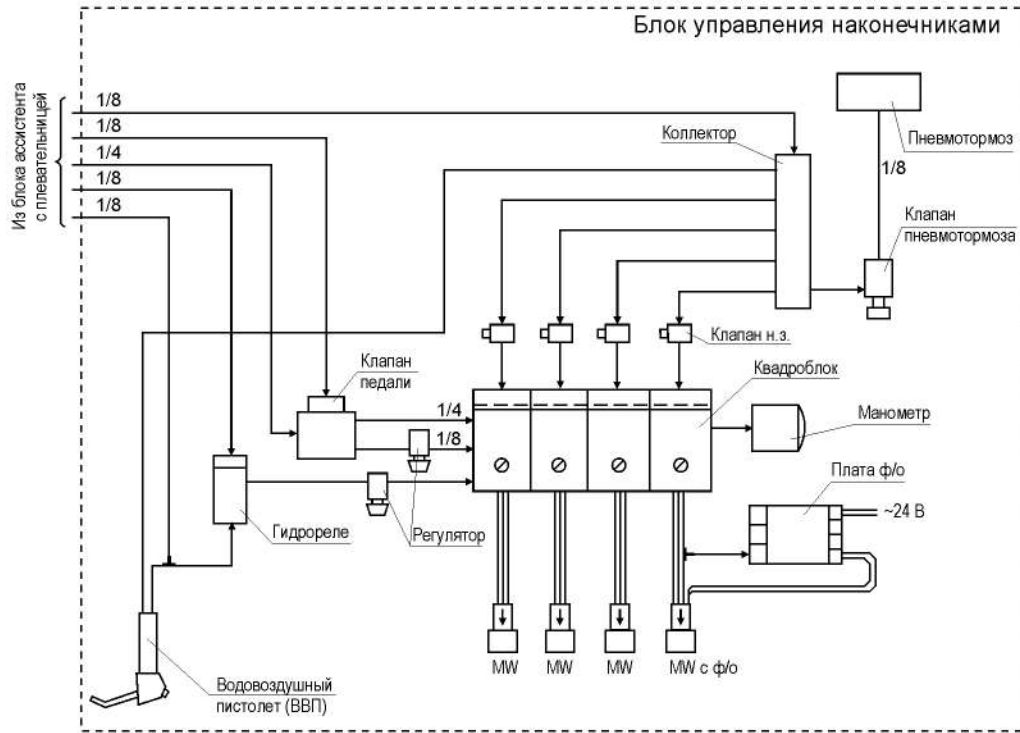 Блок управления наконечниками
Из блока ассистента
с плевательницей
1/8
1/8
1/4
1/8
1/8
Коллектор
Пневмотормоз
1/8
Клапан
пневмотормоза
Клапан н.з.
Клапан
педали
Квадроблок
1/4
1/8
Манометр
Плата ф/о
~24 В
Гидрореле
Регулятор
MW
MW
MW
MW с ф/о
Водовоздушный
пистолет (ВВП)